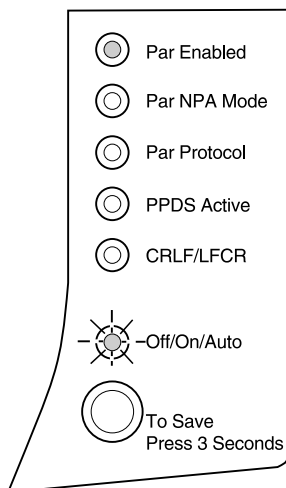 Par Enabled
Par NPA Mode
Par Protocol
PPDS Active
CRLF/LFCR
Off/On/Auto
To Save
Press 3 Seconds